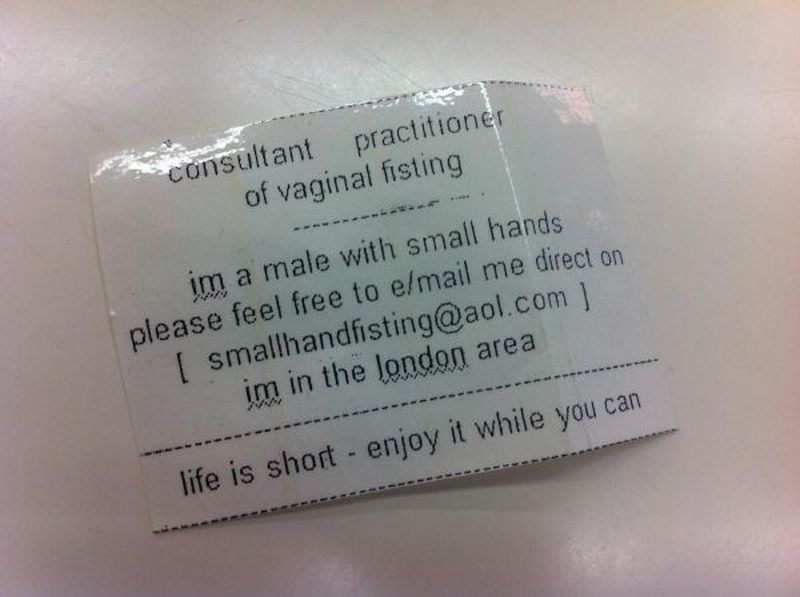 consultant practitioner
of vaginal fisting
im a male with small hands
please feel free to e/mail me direct on
[ smallhandfisting@aol.com ]
im in the london area
life is short - enjoy it while you can